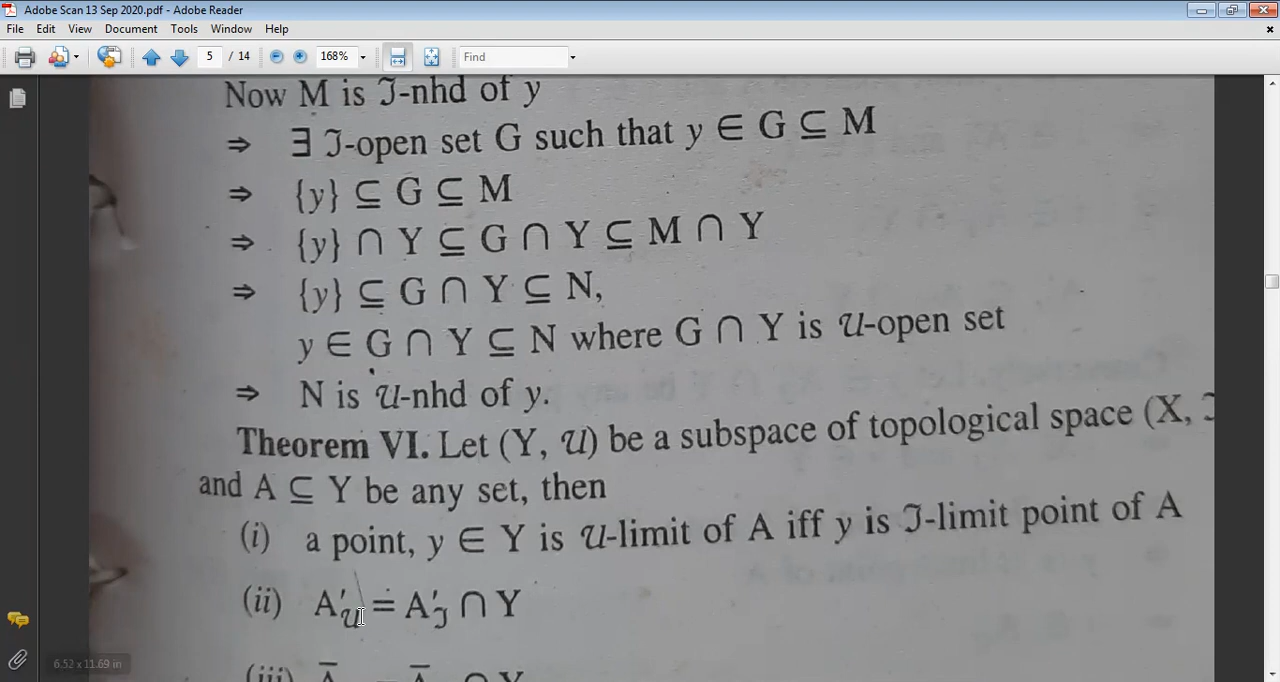 Adobe Scan 13 Sep 2020.pdf - Adobe Reader
File Edit View Document Tools Window Help
5 / 14 168% Find
Now M is ℑ-nhd of y
⇒ ∃ ℑ-open set G such that y ∈ G ⊆ M
⇒ {y} ⊆ G ⊆ M
⇒ {y} ∩ Y ⊆ G ∩ Y ⊆ M ∩ Y
⇒ {y} ⊆ G ∩ Y ⊆ N,
y ∈ G ∩ Y ⊆ N where G ∩ Y is 𝒰-open set
⇒ N is 𝒰-nhd of y.
Theorem VI. Let (Y, 𝒰) be a subspace of topological space (X, ℑ
and A ⊆ Y be any set, then
(i) a point, y ∈ Y is 𝒰-limit of A iff y is ℑ-limit point of A
(ii) A′𝒰 = A′ℑ ∩ Y
(iii)
6.52 x 11.69 in